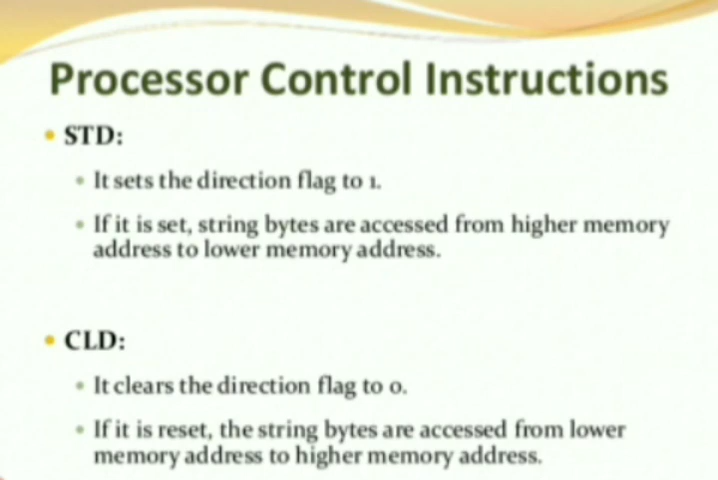 Processor Control Instructions
• STD:
• It sets the direction flag to 1.
• If it is set, string bytes are accessed from higher memory
address to lower memory address.
• CLD:
• It clears the direction flag to 0.
• If it is reset, the string bytes are accessed from lower
memory address to higher memory address.